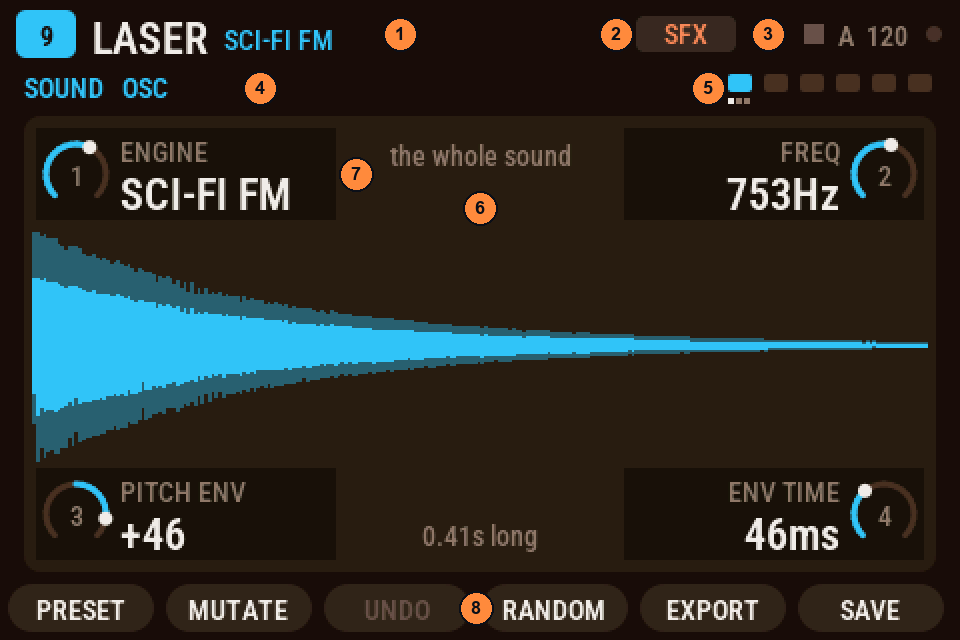 9 LASER SCI-FI FM 1 2 SFX 3 A 120
SOUND OSC 4 5
1 ENGINE
SCI-FI FM
7
the whole sound
6
FREQ 2
753Hz
3 PITCH ENV
+46
0.41s long
ENV TIME 4
46ms
PRESET MUTATE UNDO 8 RANDOM EXPORT SAVE